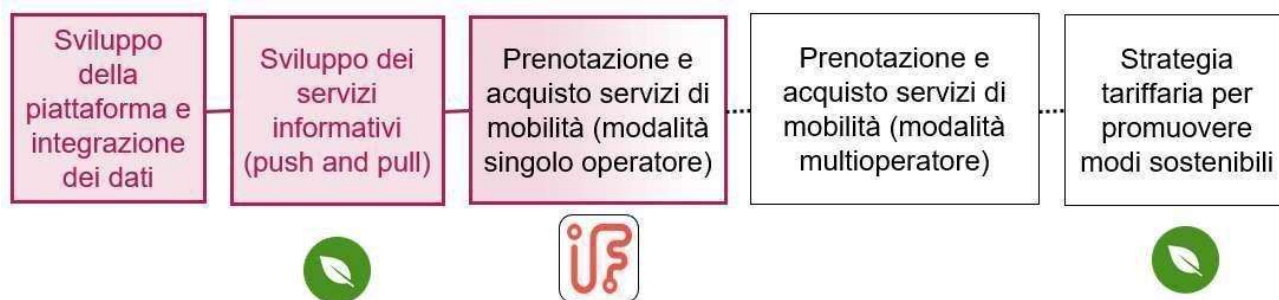 Sviluppo
della
piattaforma e
integrazione
dei dati
Sviluppo dei
servizi
informativi
(push and pull)
Prenotazione e
acquisto servizi di
mobilità (modalità
singolo operatore)
Prenotazione e
acquisto servizi di
mobilità (modalità
multioperatore)
Strategia
tariffaria per
promuovere
modi sostenibili
iF